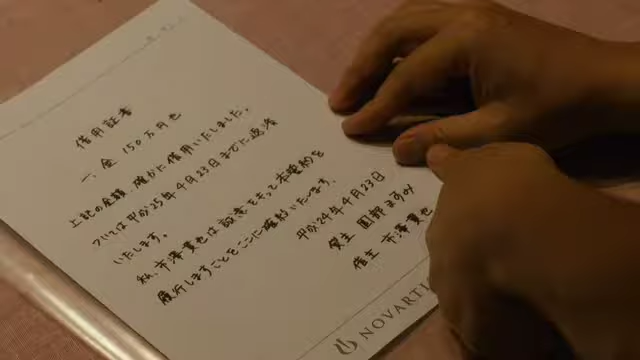 借用証書
一、金 150万円也
上記の金額、確かに借用いたしました。
ついては平成25年4月23日までに返済
いたします。
私、市澤貴也は誠意をもって本確約を
履行しますことをここに確約いたします。
平成24年4月23日
貸主 園部ますみ
借主 市澤貴也
NOVARTI